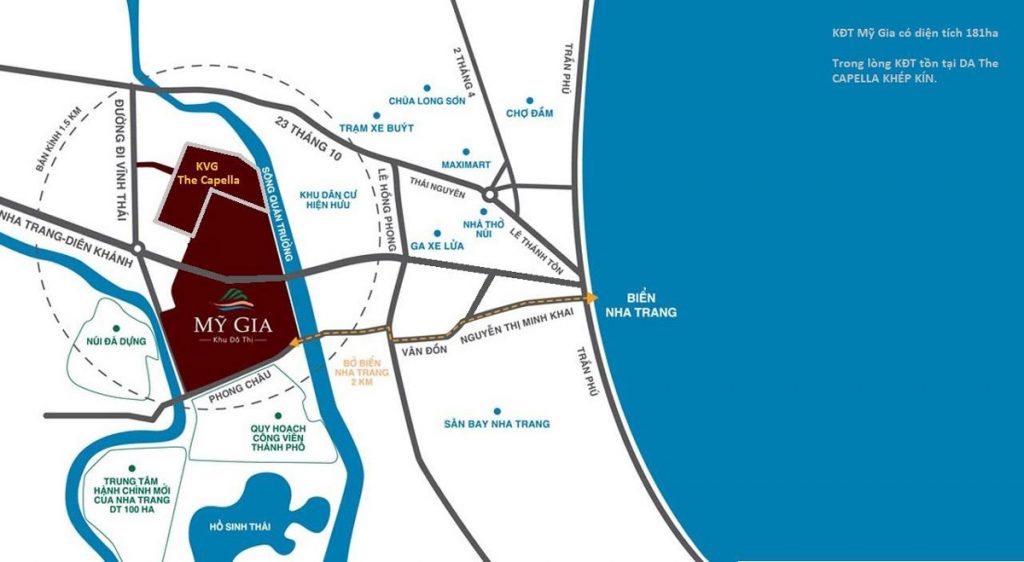 KĐT Mỹ Gia có diện tích 181ha
Trong lòng KĐT tồn tại DA The
CAPELLA KHÉP KÍN.
TRẦN PHÚ
2 THÁNG 4
CHÙA LONG SƠN
CHỢ ĐẦM
TRẠM XE BUÝT
23 THÁNG 10
BÁN KÍNH 1.5 KM
ĐƯỜNG ĐI VĨNH THÁI
MAXIMART
KVG
The Capella
SÔNG QUÁN TRƯỜNG
KHU DÂN CƯ
HIỆN HỮU
LÊ HỒNG PHONG
THÁI NGUYÊN
NHÀ THỜ
NÚI
LÊ THÁNH TÔN
GA XE LỬA
NHA TRANG-DIÊN KHÁNH
BIỂN
NHA TRANG
MỸ GIA
Khu Đô Thị
NÚI ĐÁ DỰNG
NGUYỄN THỊ MINH KHAI
VÂN ĐỒN
BỜ BIỂN
NHA TRANG
2 KM
PHONG CHÂU
TRẦN PHÚ
SÂN BAY NHA TRANG
QUY HOẠCH
CÔNG VIÊN
THÀNH PHỐ
TRUNG TÂM
HÀNH CHÍNH MỚI
CỦA NHA TRANG
DT 100 HA
HỒ SINH THÁI